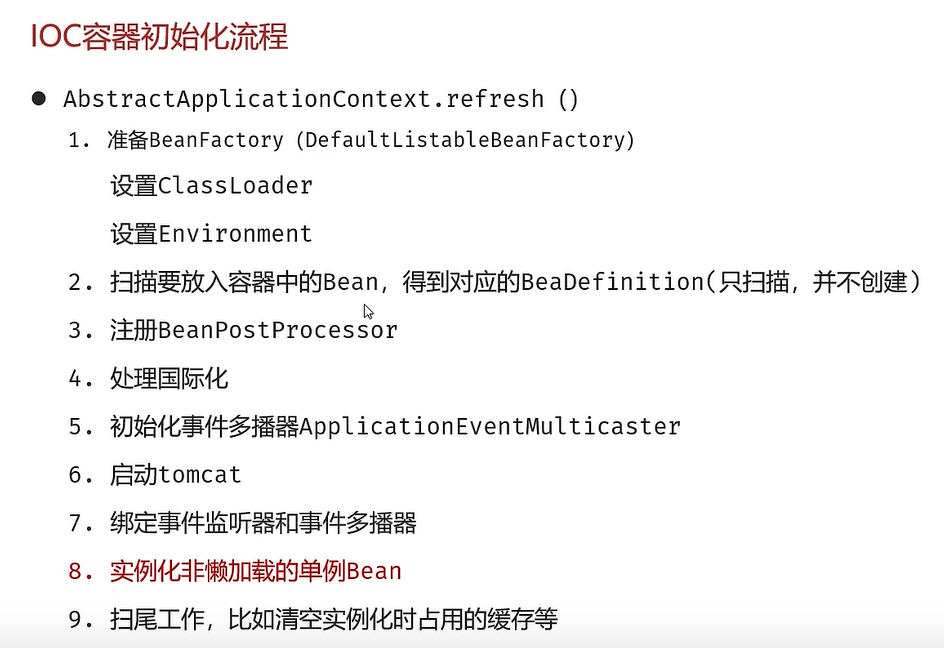 IOC容器初始化流程
● AbstractApplicationContext.refresh（）
1. 准备BeanFactory（DefaultListableBeanFactory）
设置ClassLoader
设置Environment
2. 扫描要放入容器中的Bean，得到对应的BeaDefinition(只扫描，并不创建）
3. 注册BeanPostProcessor
4. 处理国际化
5. 初始化事件多播器ApplicationEventMulticaster
6. 启动tomcat
7. 绑定事件监听器和事件多播器
8. 实例化非懒加载的单例Bean
9. 扫尾工作，比如清空实例化时占用的缓存等